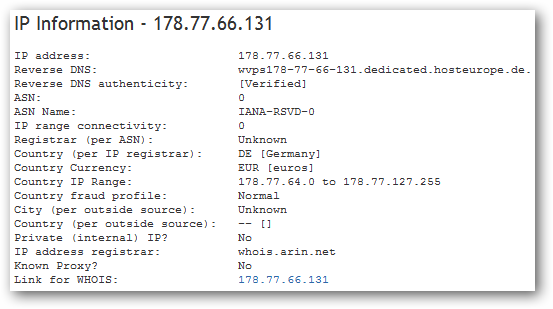 IP Information - 178.77.66.131
IP address: 178.77.66.131
Reverse DNS: wvps178-77-66-131.dedicated.hosteurope.de.
Reverse DNS authenticity: [Verified]
ASN: 0
ASN Name: IANA-RSVD-0
IP range connectivity: 0
Registrar (per ASN): Unknown
Country (per IP registrar): DE [Germany]
Country Currency: EUR [euros]
Country IP Range: 178.77.64.0 to 178.77.127.255
Country fraud profile: Normal
City (per outside source): Unknown
Country (per outside source): -- []
Private (internal) IP? No
IP address registrar: whois.arin.net
Known Proxy? No
Link for WHOIS: 178.77.66.131